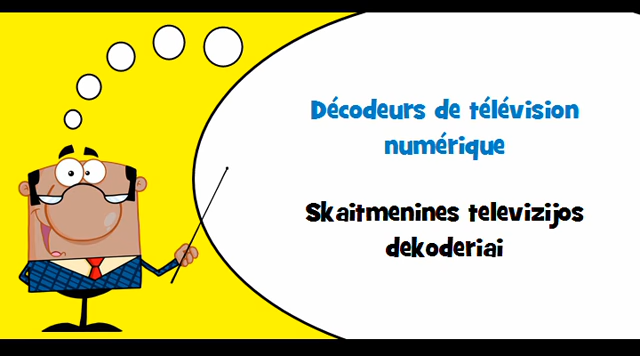 Décodeurs de télévision
numérique
Skaitmenines televizijos
dekoderiai